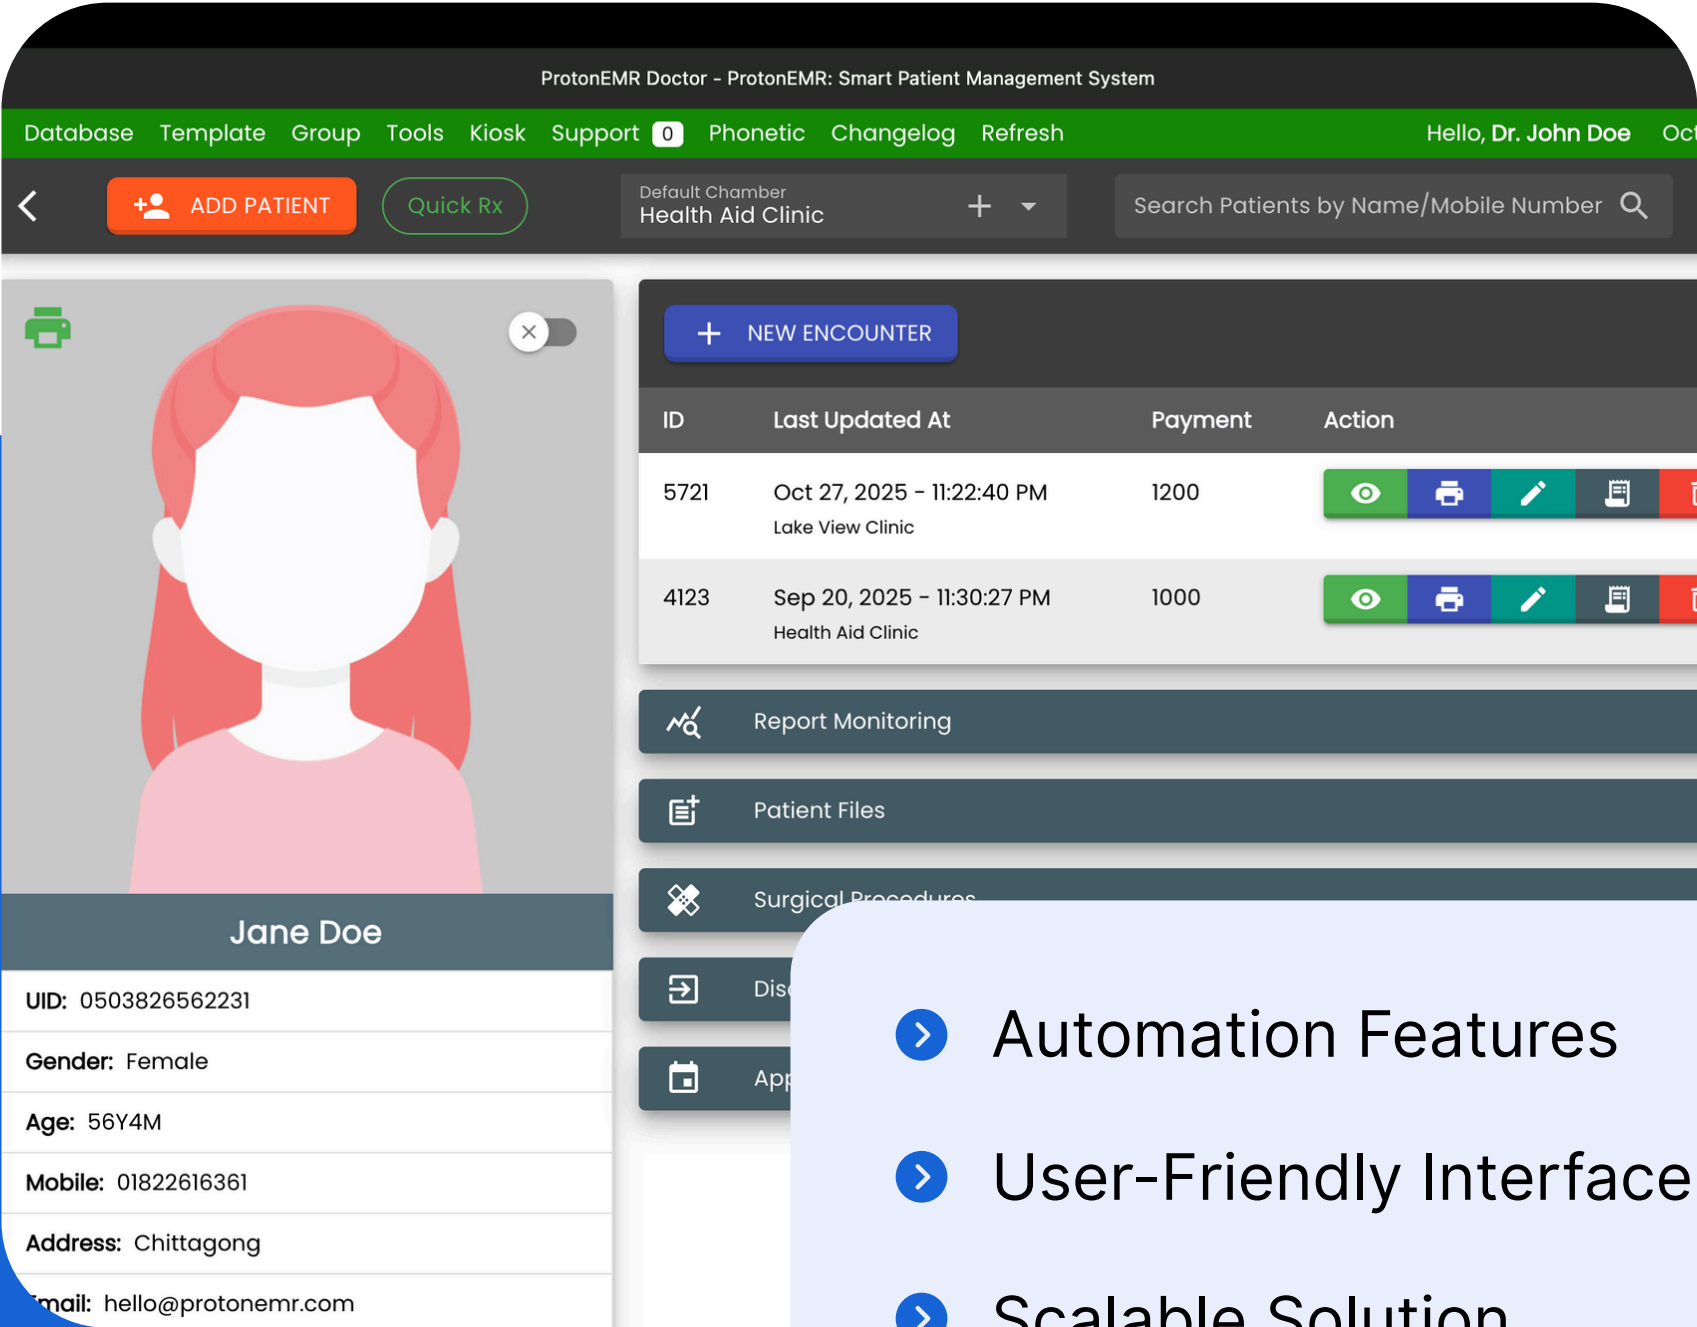 ProtonEMR Doctor - ProtonEMR: Smart Patient Management System
Database Template Group Tools Kiosk Support 0 Phonetic Changelog Refresh Hello, Dr. John Doe Oct
ADD PATIENT Quick Rx Default Chamber
Health Aid Clinic
Search Patients by Name/Mobile Number
NEW ENCOUNTER
ID Last Updated At Payment Action
5721 Oct 27, 2025 - 11:22:40 PM 1200
Lake View Clinic
4123 Sep 20, 2025 - 11:30:27 PM 1000
Health Aid Clinic
Report Monitoring
Patient Files
Surgical Procedures
Jane Doe
UID: 0503826562231
Gender: Female
Age: 56Y4M
Mobile: 01822616361
Address: Chittagong
Email: hello@protonemr.com
Automation Features
User-Friendly Interface
Scalable Solution